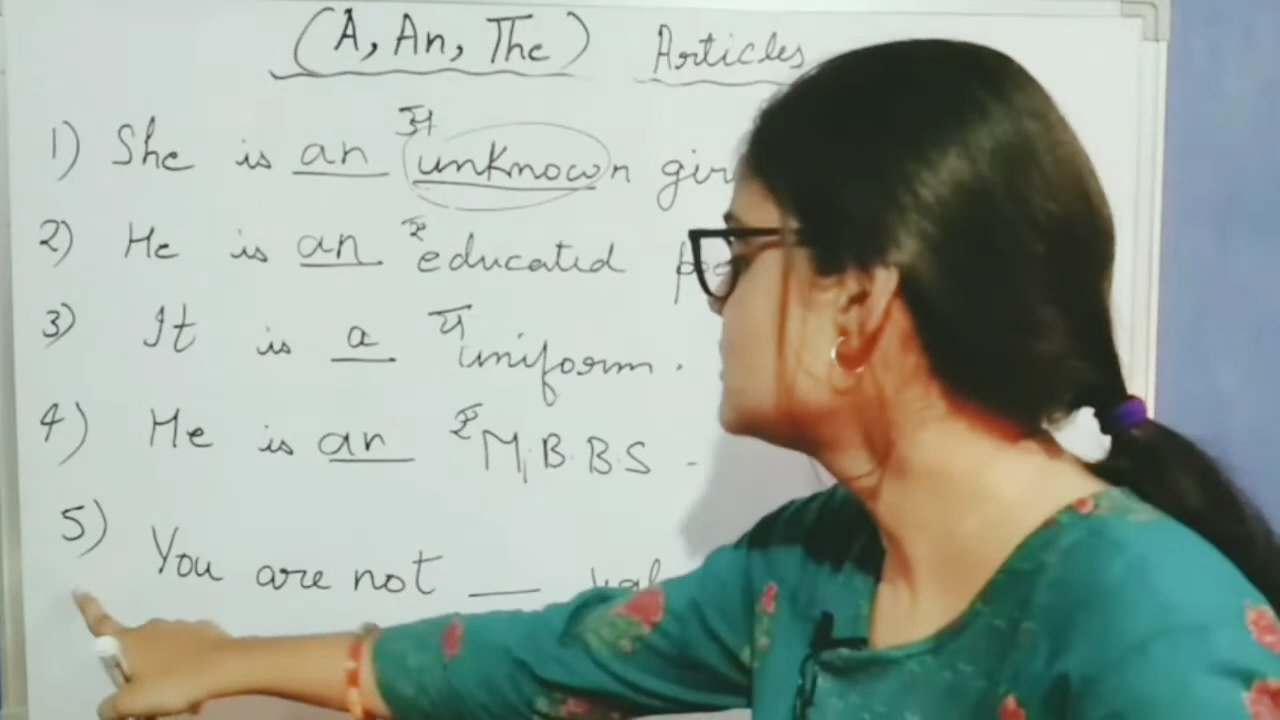 (A, An, The) Articles
1) She is an अ unknown
2) He is an ए educated
3) It is a य uniform.
4) He is an ए M.B.B.S
5) You are not __